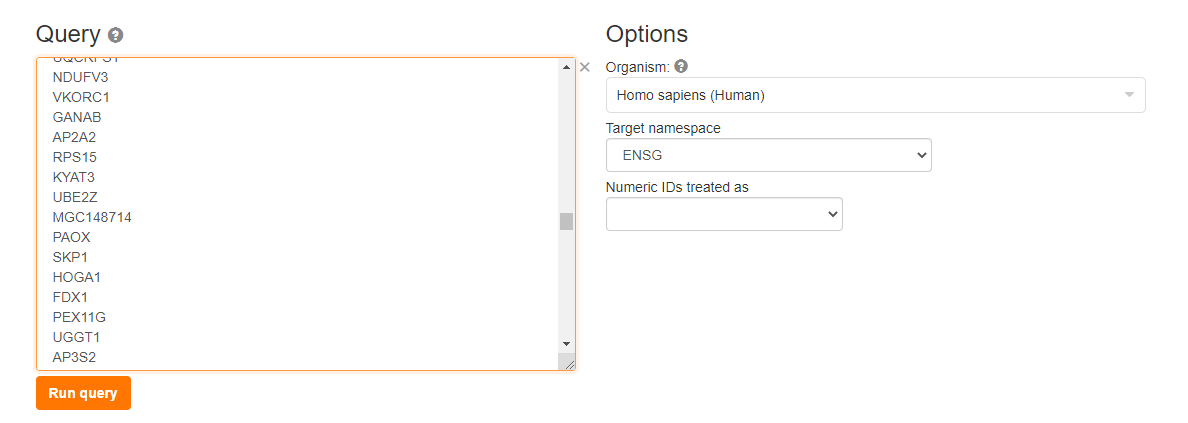 Query
NDUFV3
VKORC1
GANAB
AP2A2
RPS15
KYAT3
UBE2Z
MGC148714
PAOX
SKP1
HOGA1
FDX1
PEX11G
UGGT1
AP3S2
Run query
Options
Organism:
Homo sapiens (Human)
Target namespace
ENSG
Numeric IDs treated as